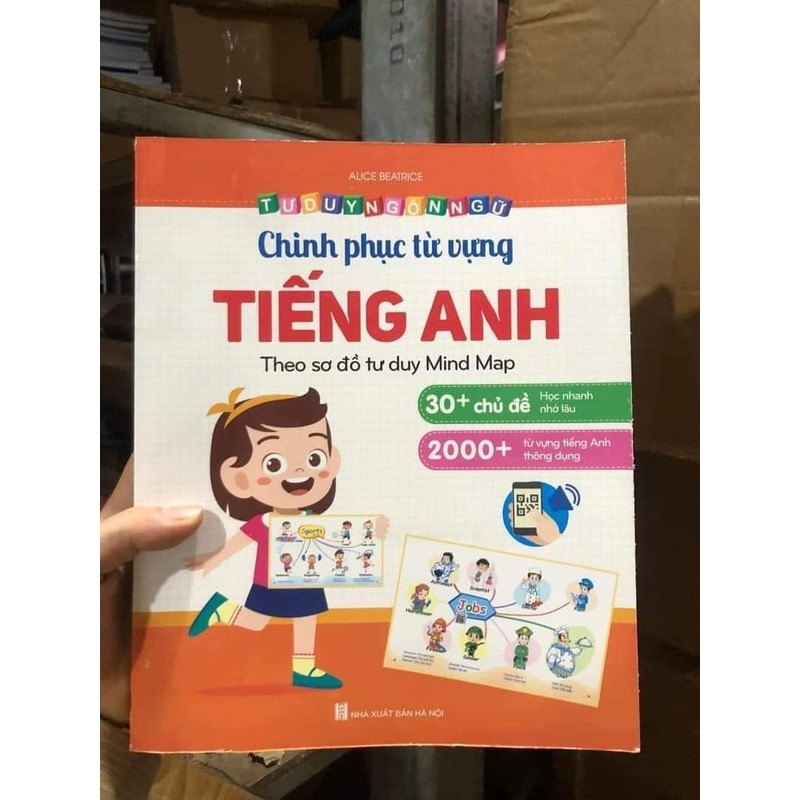 ALICE BEATRICE
TƯ DUY NGÔN NGỮ
Chinh phục từ vựng
TIẾNG ANH
Theo sơ đồ tư duy Mind Map
30+ chủ đề
Học nhanh
nhớ lâu
2000+
từ vựng tiếng Anh
thông dụng
Sports
Scientist
Jobs
Chef
NHÀ XUẤT BẢN HÀ NỘI
010